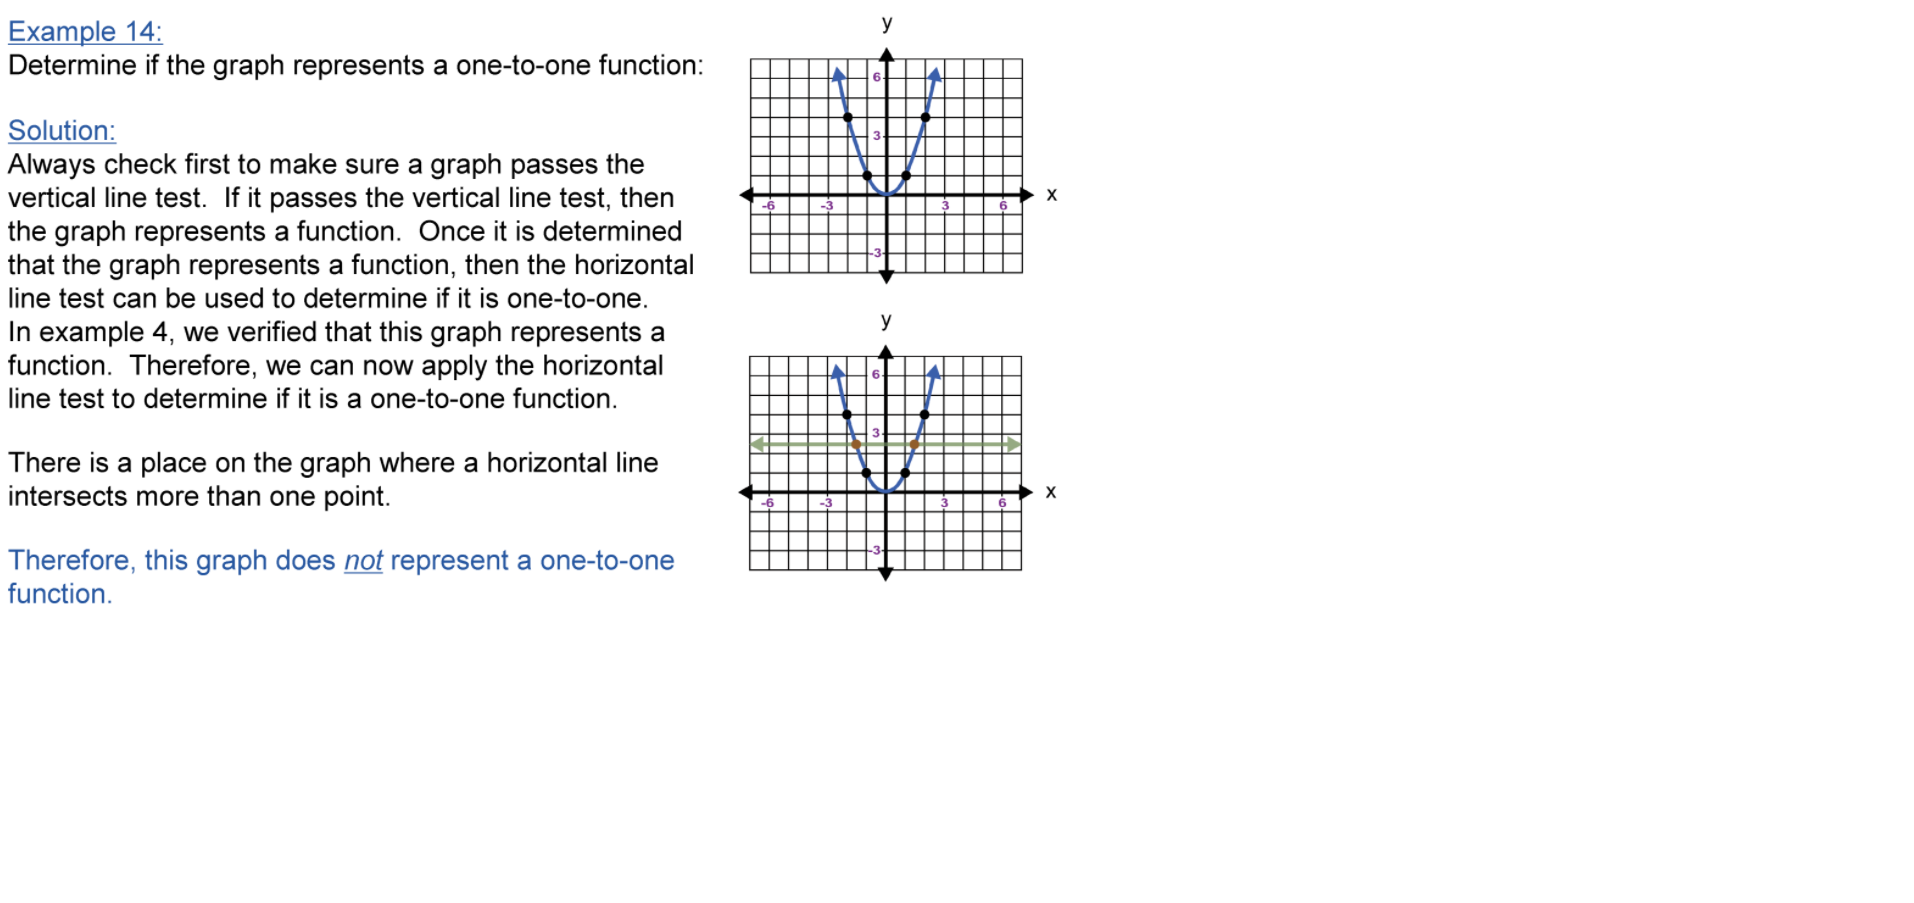 Example 14:
Determine if the graph represents a one-to-one function:
Solution:
Always check first to make sure a graph passes the
vertical line test.  If it passes the vertical line test, then
the graph represents a function.  Once it is determined
that the graph represents a function, then the horizontal
line test can be used to determine if it is one-to-one.
In example 4, we verified that this graph represents a
function.  Therefore, we can now apply the horizontal
line test to determine if it is a one-to-one function.
There is a place on the graph where a horizontal line
intersects more than one point.
Therefore, this graph does not represent a one-to-one
function.
y
6
3
x
-6 -3 3 6
-3
y
6
3
x
-6 -3 3 6
-3